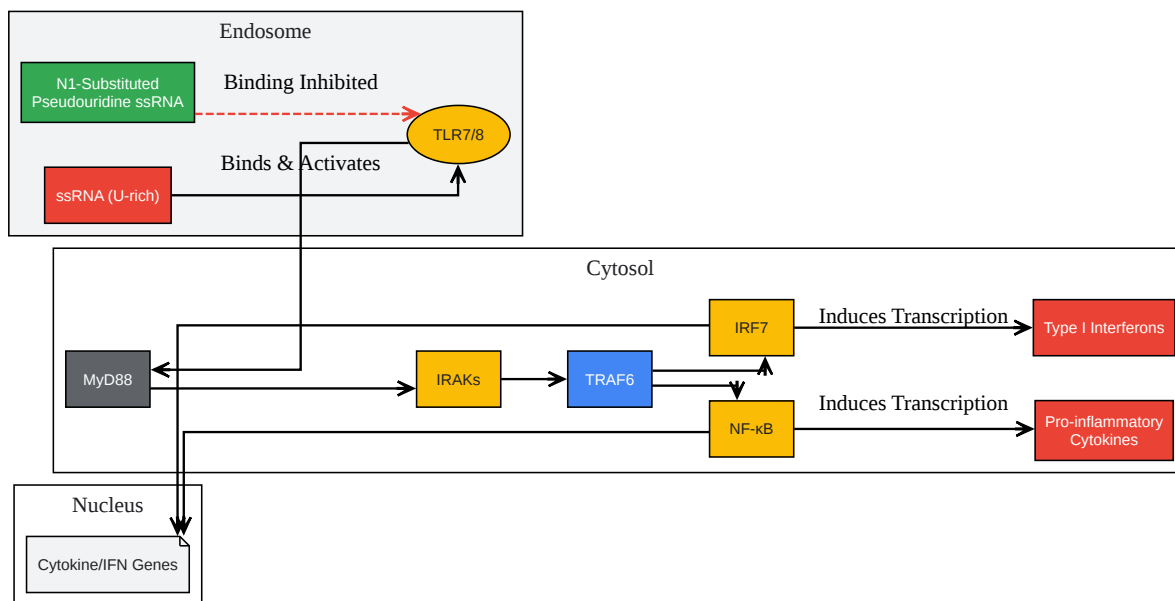 Endosome
N1-Substituted
Pseudouridine ssRNA
Binding Inhibited
TLR7/8
Binds & Activates
ssRNA (U-rich)
Cytosol
IRF7
Induces Transcription
Type I Interferons
MyD88
IRAKs
TRAF6
NF-κB
Induces Transcription
Pro-inflammatory
Cytokines
Nucleus
Cytokine/IFN Genes